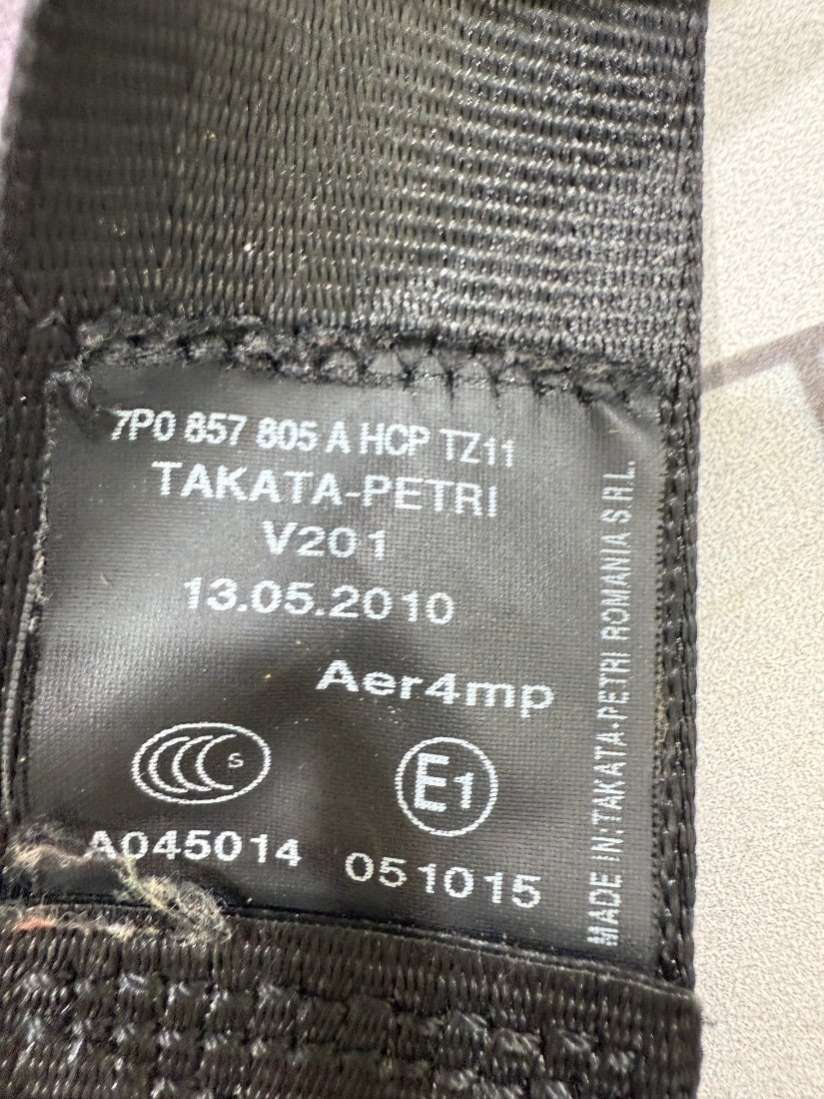 7P0 857 805 A HCP TZ11
TAKATA-PETRI
V201
13.05.2010
Aer4mp
CCC S
E1
A045014 051015
MADE IN:TAKATA-PETRI ROMANIA S.R.L.